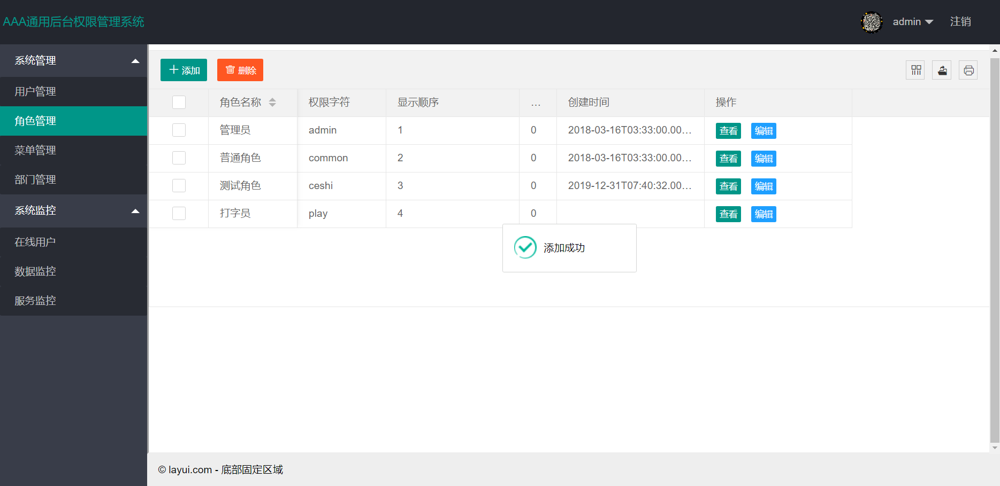 AAA通用后台权限管理系统
admin
注销
系统管理
用户管理
角色管理
菜单管理
部门管理
系统监控
在线用户
数据监控
服务监控
添加
删除
角色名称 权限字符 显示顺序 ... 创建时间 操作
管理员 admin 1 0 2018-03-16T03:33:00.00... 查看 编辑
普通角色 common 2 0 2018-03-16T03:33:00.00... 查看 编辑
测试角色 ceshi 3 0 2019-12-31T07:40:32.00... 查看 编辑
打字员 play 4 0 查看 编辑
添加成功
© layui.com - 底部固定区域